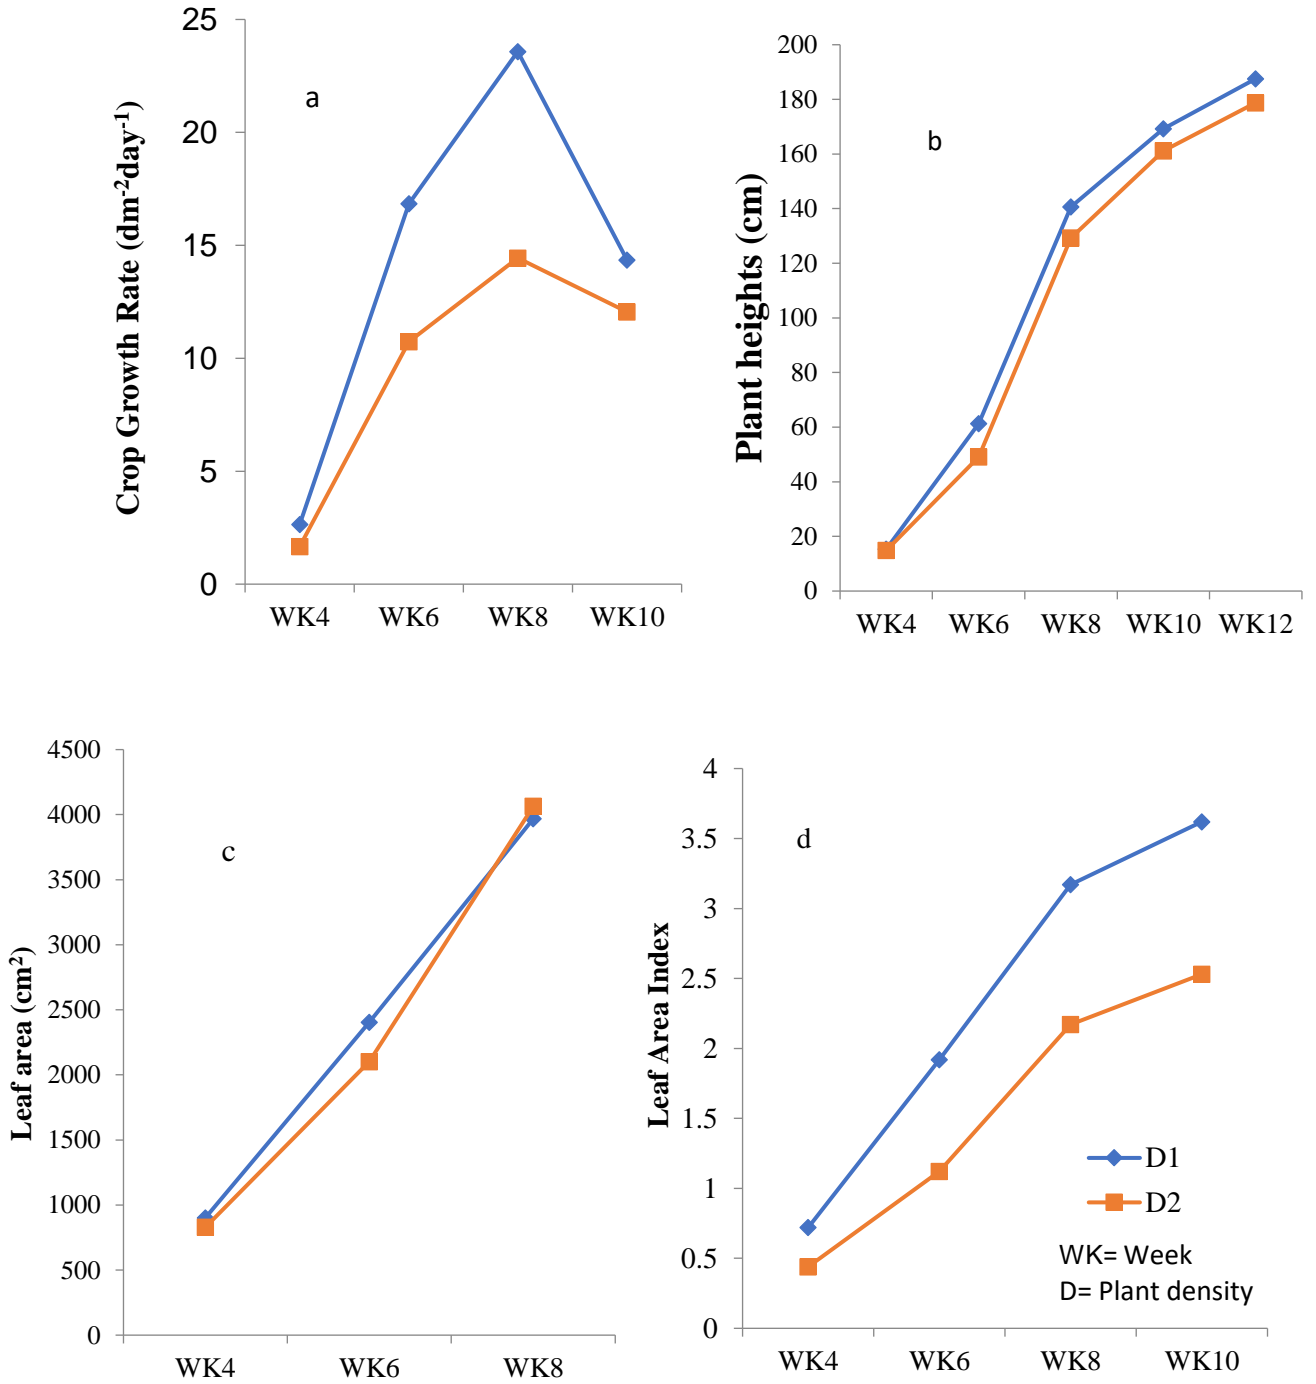 a
Crop Growth Rate (dm-2day-1)
25
20
15
10
5
0
WK4 WK6 WK8 WK10
b
Plant heights (cm)
200
180
160
140
120
100
80
60
40
20
0
WK4 WK6 WK8 WK10 WK12
c
Leaf area (cm2)
4500
4000
3500
3000
2500
2000
1500
1000
500
0
WK4 WK6 WK8
d
Leaf Area Index
4
3.5
3
2.5
2
1.5
1
0.5
0
WK4 WK6 WK8 WK10
D1
D2
WK= Week
D= Plant density